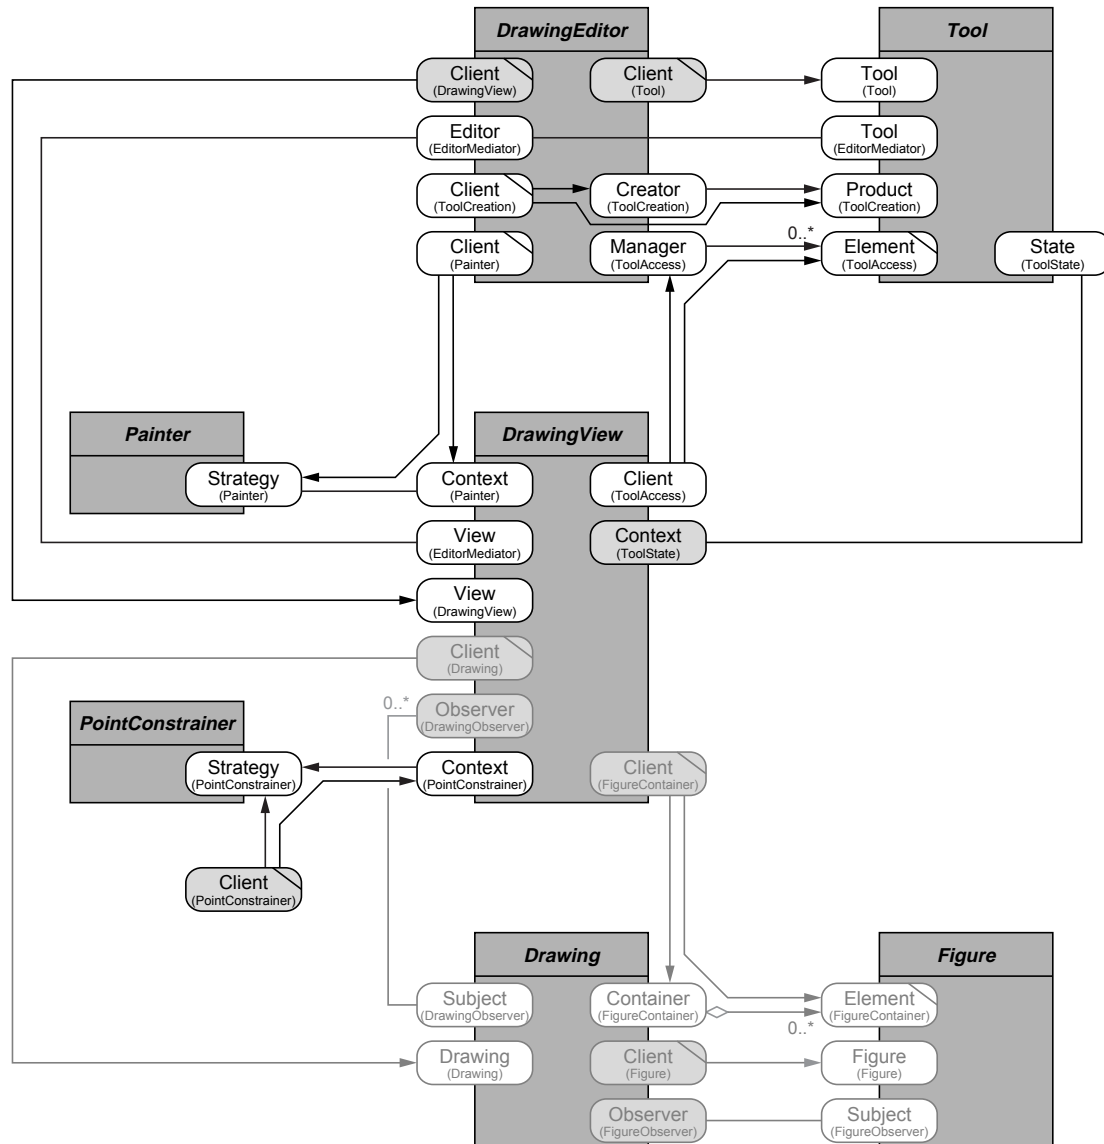 DrawingEditor
Tool
Client
(DrawingView)
Client
(Tool)
Tool
(Tool)
Editor
(EditorMediator)
Tool
(EditorMediator)
Client
(ToolCreation)
Creator
(ToolCreation)
Product
(ToolCreation)
Client
(Painter)
Manager
(ToolAccess)
0..*
Element
(ToolAccess)
State
(ToolState)
Painter
DrawingView
Strategy
(Painter)
Context
(Painter)
Client
(ToolAccess)
View
(EditorMediator)
Context
(ToolState)
View
(DrawingView)
Client
(Drawing)
0..*
Observer
(DrawingObserver)
PointConstrainer
Strategy
(PointConstrainer)
Context
(PointConstrainer)
Client
(FigureContainer)
Client
(PointConstrainer)
Drawing
Figure
Subject
(DrawingObserver)
Container
(FigureContainer)
Element
(FigureContainer)
0..*
Drawing
(Drawing)
Client
(Figure)
Figure
(Figure)
Observer
(FigureObserver)
Subject
(FigureObserver)